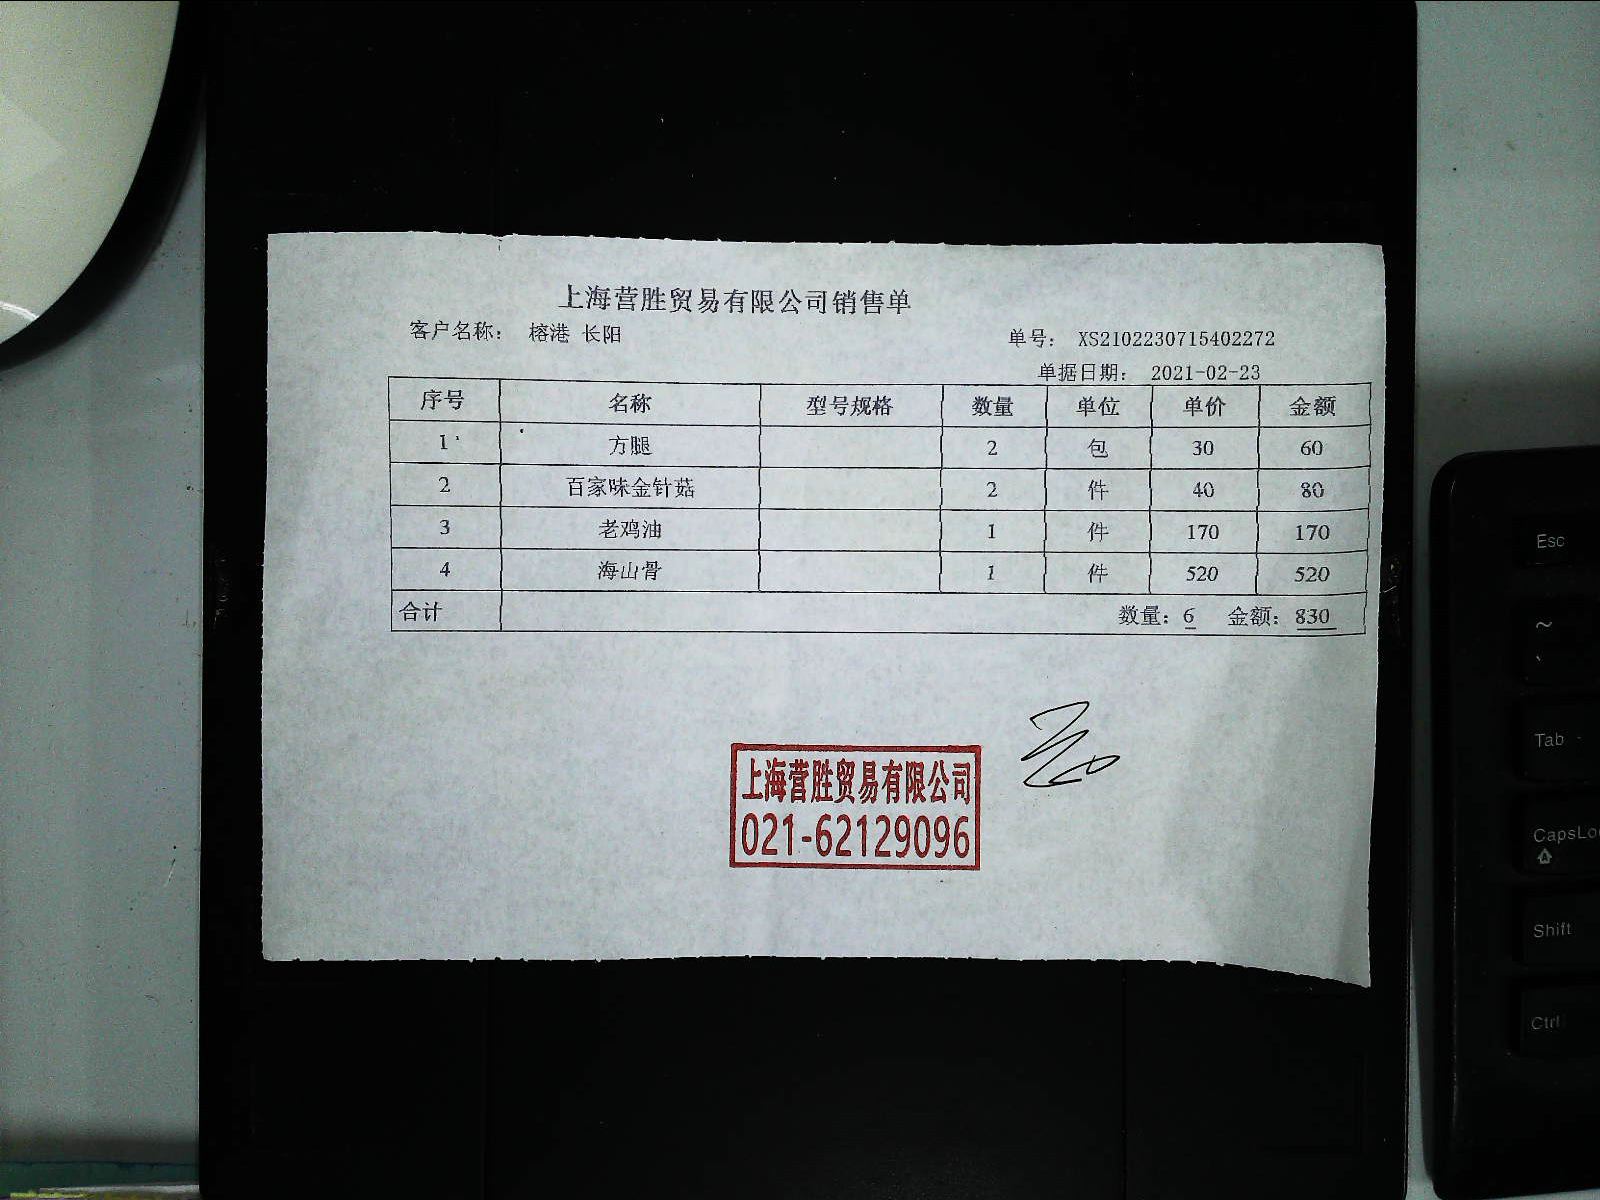 上海营胜贸易有限公司销售单
客户名称： 榕港 长阳 单号： XS2102230715402272
单据日期： 2021-02-23
序号 名称 型号规格 数量 单位 单价 金额
1 方腿 2 包 30 60
2 百家味金针菇 2 件 40 80
3 老鸡油 1 件 170 170
4 海山骨 1 件 520 520
合计 数量：6 金额：830
上海营胜贸易有限公司
021-62129096
Esc
~
Tab
CapsLo
Shift
Ctrl